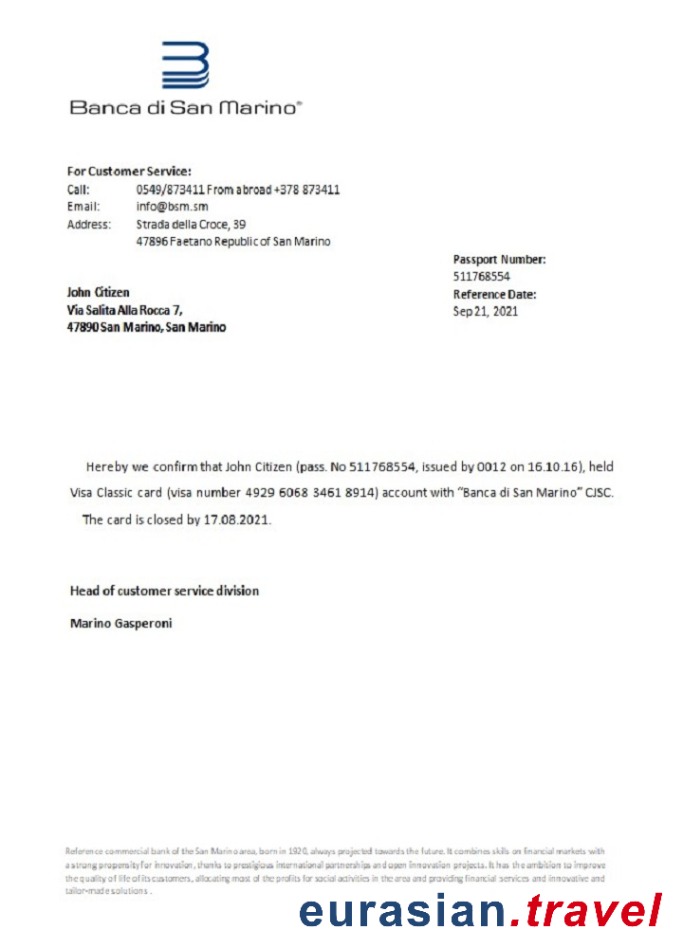 Banca di San Marino®
For Customer Service:
Call: 0549/873411 From abroad +378 873411
Email: info@bsm.sm
Address: Strada della Croce, 39
47896 Faetano Republic of San Marino
Passport Number:
511768554
Reference Date:
Sep 21, 2021
John Citizen
Via Salita Alla Rocca 7,
47890 San Marino, San Marino
Hereby we confirm that John Citizen (pass. No 511768554, issued by 0012 on 16.10.16), held
Visa Classic card (visa number 4929 6068 3461 8914) account with "Banca di San Marino" CJSC.
The card is closed by 17.08.2021.
Head of customer service division
Marino Gasperoni
Reference commercial bank of the San Marino area, born in 1920, always projected towards the future. It combines skills on financial markets with
a strong propensity for innovation, thanks to prestigious international partnerships and open innovation projects. It has the ambition to improve
the quality of life of its customers, allocating most of the profits for social activities in the area and providing financial services and innovative and
tailor-made solutions .
eurasian.travel